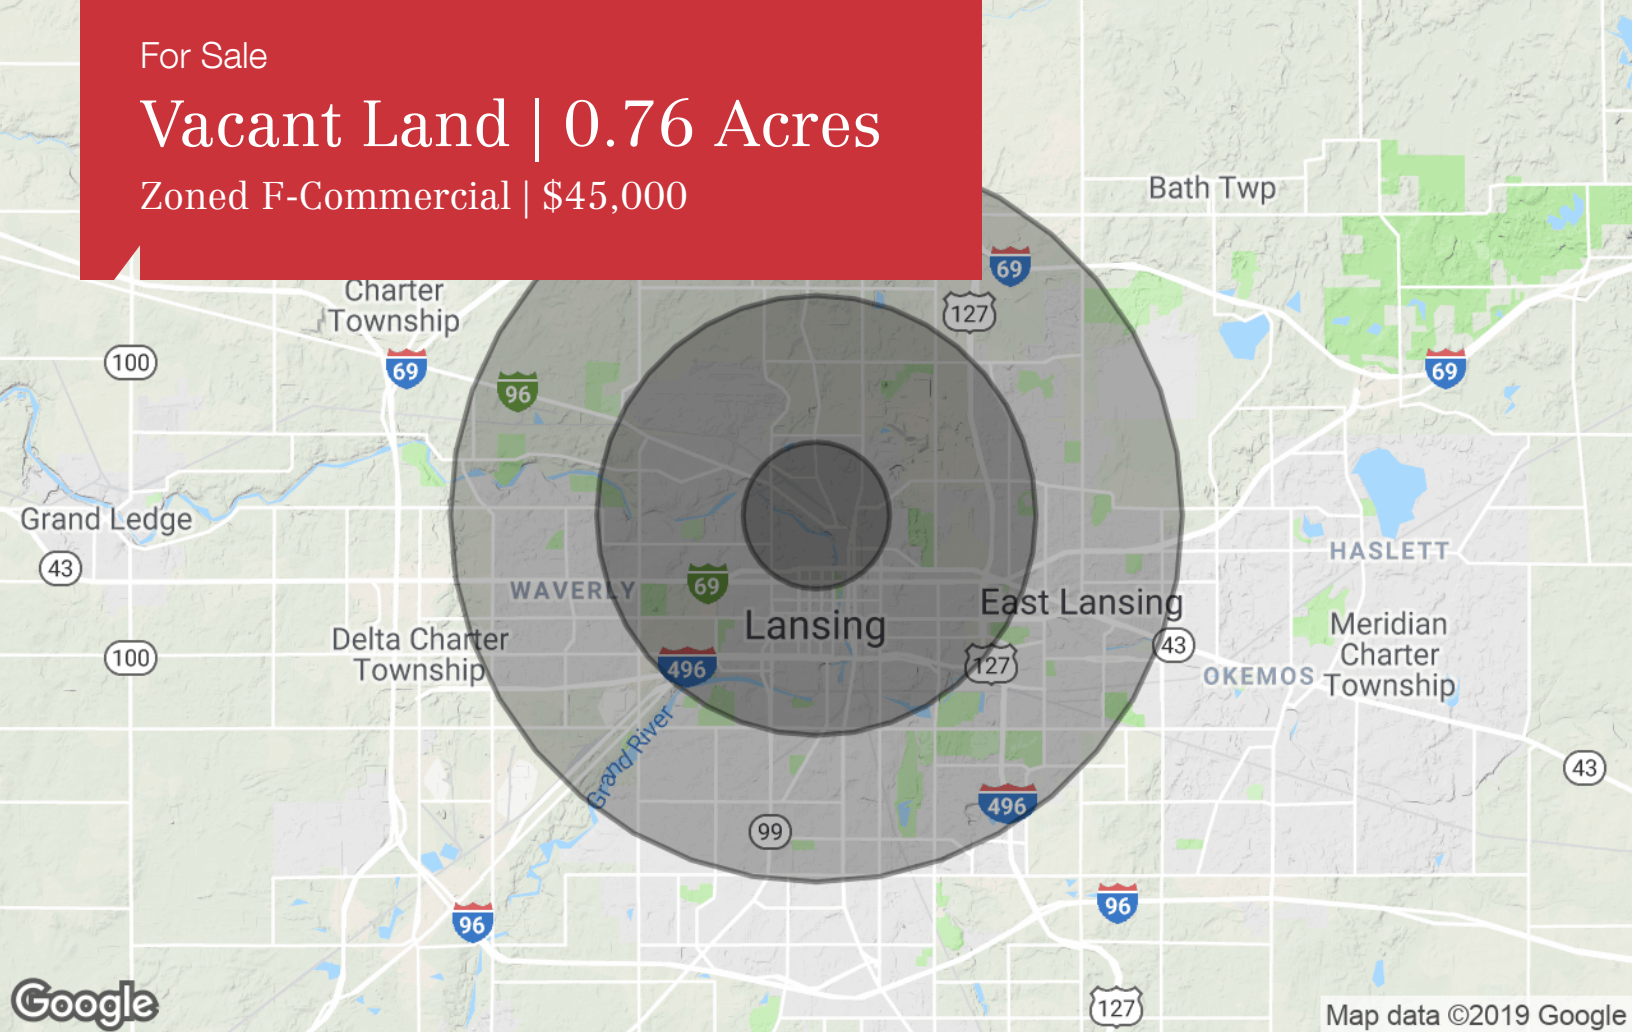 For Sale
Vacant Land | 0.76 Acres
Zoned F-Commercial | $45,000
Bath Twp
69
127
Charter
Township
100
69
96
69
Grand Ledge
43
HASLETT
WAVERLY
69
East Lansing
Lansing
Meridian
Charter
Township
Delta Charter
Township
100
43
127
496
OKEMOS
Grand River
43
496
99
96
96
127
Google
Map data ©2019 Google